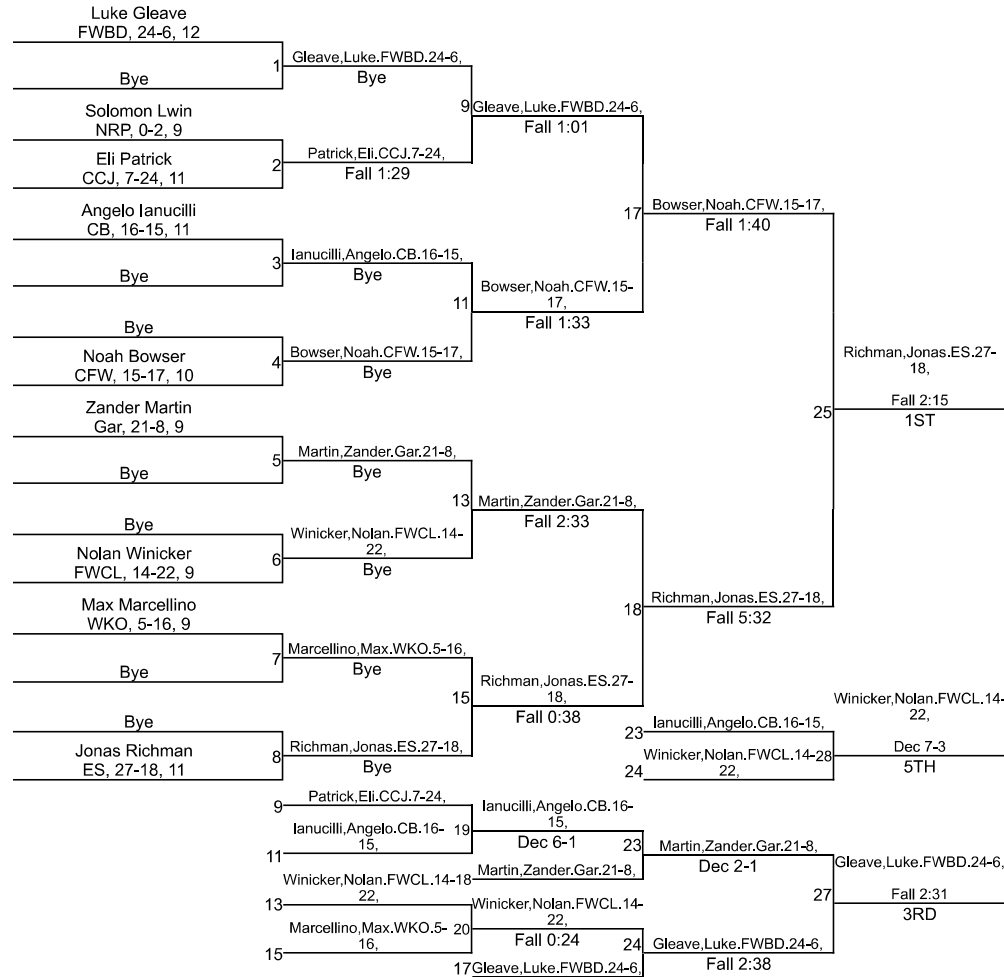 Luke Gleave
FWBD, 24-6, 12
Gleave,Luke.FWBD.24-6,
1
Bye
Bye
9
Gleave,Luke.FWBD.24-6,
Solomon Lwin
Fall 1:01
NRP, 0-2, 9
Patrick,Eli.CCJ.7-24,
Eli Patrick
2
Fall 1:29
CCJ, 7-24, 11
Angelo Ianucilli
17
Bowser,Noah.CFW.15-17,
Fall 1:40
CB, 16-15, 11
Ianucilli,Angelo.CB.16-15,
3
Bye
Bye
Bowser,Noah.CFW.15-
17,
11
Fall 1:33
Bye
Bowser,Noah.CFW.15-17,
Noah Bowser
4
Bye
CFW, 15-17, 10
Richman,Jonas.ES.27-
18,
Fall 2:15
25
1ST
Zander Martin
Gar, 21-8, 9
Martin,Zander.Gar.21-8,
5
Bye
Bye
13
Martin,Zander.Gar.21-8,
Fall 2:33
Bye
Winicker,Nolan.FWCL.14-
22,
Nolan Winicker
6
Bye
FWCL, 14-22, 9
Max Marcellino
18
Richman,Jonas.ES.27-18,
Fall 5:32
WKO, 5-16, 9
Marcellino,Max.WKO.5-16,
7
Bye
Bye
Richman,Jonas.ES.27-
18,
15
Fall 0:38
Bye
Richman,Jonas.ES.27-18,
Jonas Richman
8
Bye
ES, 27-18, 11
23
Ianucilli,Angelo.CB.16-15,
Winicker,Nolan.FWCL.14-
22,
24
Winicker,Nolan.FWCL.14-
22,
28
Dec 7-3
5TH
9
Patrick,Eli.CCJ.7-24,
Ianucilli,Angelo.CB.16-
15,
19
Dec 6-1
Ianucilli,Angelo.CB.16-
15,
11
23
Martin,Zander.Gar.21-8,
Dec 2-1
18
Martin,Zander.Gar.21-8,
Winicker,Nolan.FWCL.14-
22,
13
Gleave,Luke.FWBD.24-6,
27
Fall 2:31
3RD
Winicker,Nolan.FWCL.14-
22,
20
Fall 0:24
Marcellino,Max.WKO.5-
16,
15
24
Gleave,Luke.FWBD.24-6,
Fall 2:38
17
Gleave,Luke.FWBD.24-6,